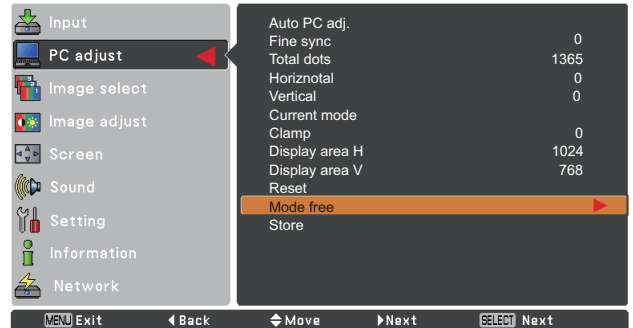 Input
PC adjust
Image select
Image adjust
Screen
Sound
Setting
Information
Network
Auto PC adj.
Fine sync 0
Total dots 1365
Horiznotal 0
Vertical 0
Current mode
Clamp 0
Display area H 1024
Display area V 768
Reset
Mode free
Store
MENU Exit Back Move Next SELECT Next